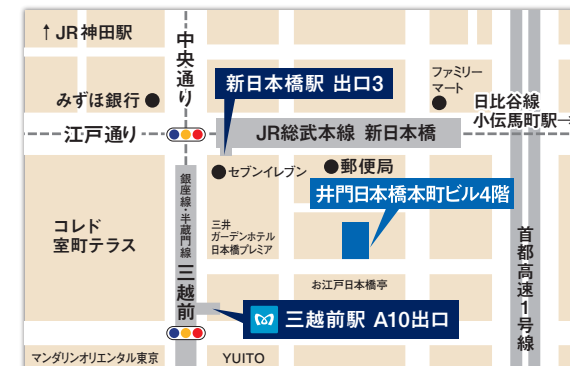 ↑JR神田駅
中央通り
新日本橋駅 出口3
ファミリー
マート
みずほ銀行
日比谷線
小伝馬町駅→
江戸通り
JR総武本線 新日本橋
セブンイレブン
郵便局
銀座線・半蔵門線
三越前
井門日本橋本町ビル4階
コレド
室町テラス
三井
ガーデンホテル
日本橋プレミア
首都高速1号線
お江戸日本橋亭
三越前駅 A10出口
マンダリンオリエンタル東京
YUITO